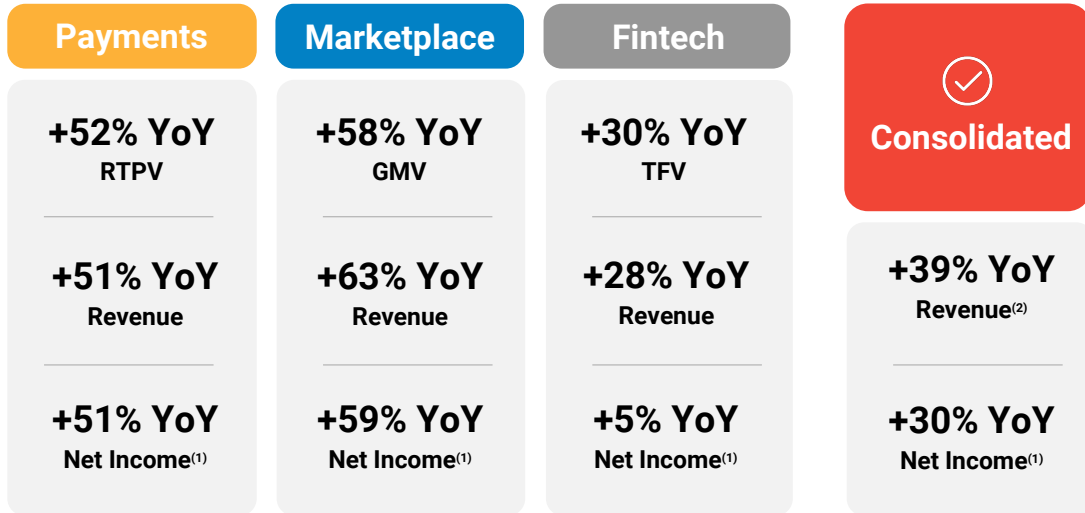 Payments
+52% YoY
RTPV
+51% YoY
Revenue
+51% YoY
Net Income(1)
Marketplace
+58% YoY
GMV
+63% YoY
Revenue
+59% YoY
Net Income(1)
Fintech
+30% YoY
TFV
+28% YoY
Revenue
+5% YoY
Net Income(1)
Consolidated
+39% YoY
Revenue(2)
+30% YoY
Net Income(1)